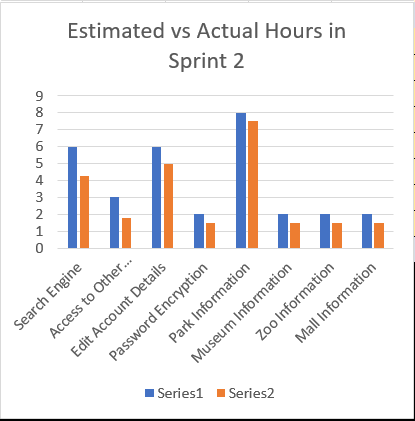 Estimated vs Actual Hours in
Sprint 2
9
8
7
6
5
4
3
2
1
0
Search Engine
Access to Other...
Edit Account Details
Password Encryption
Park Information
Museum Information
Zoo Information
Mall Information
Series1 Series2